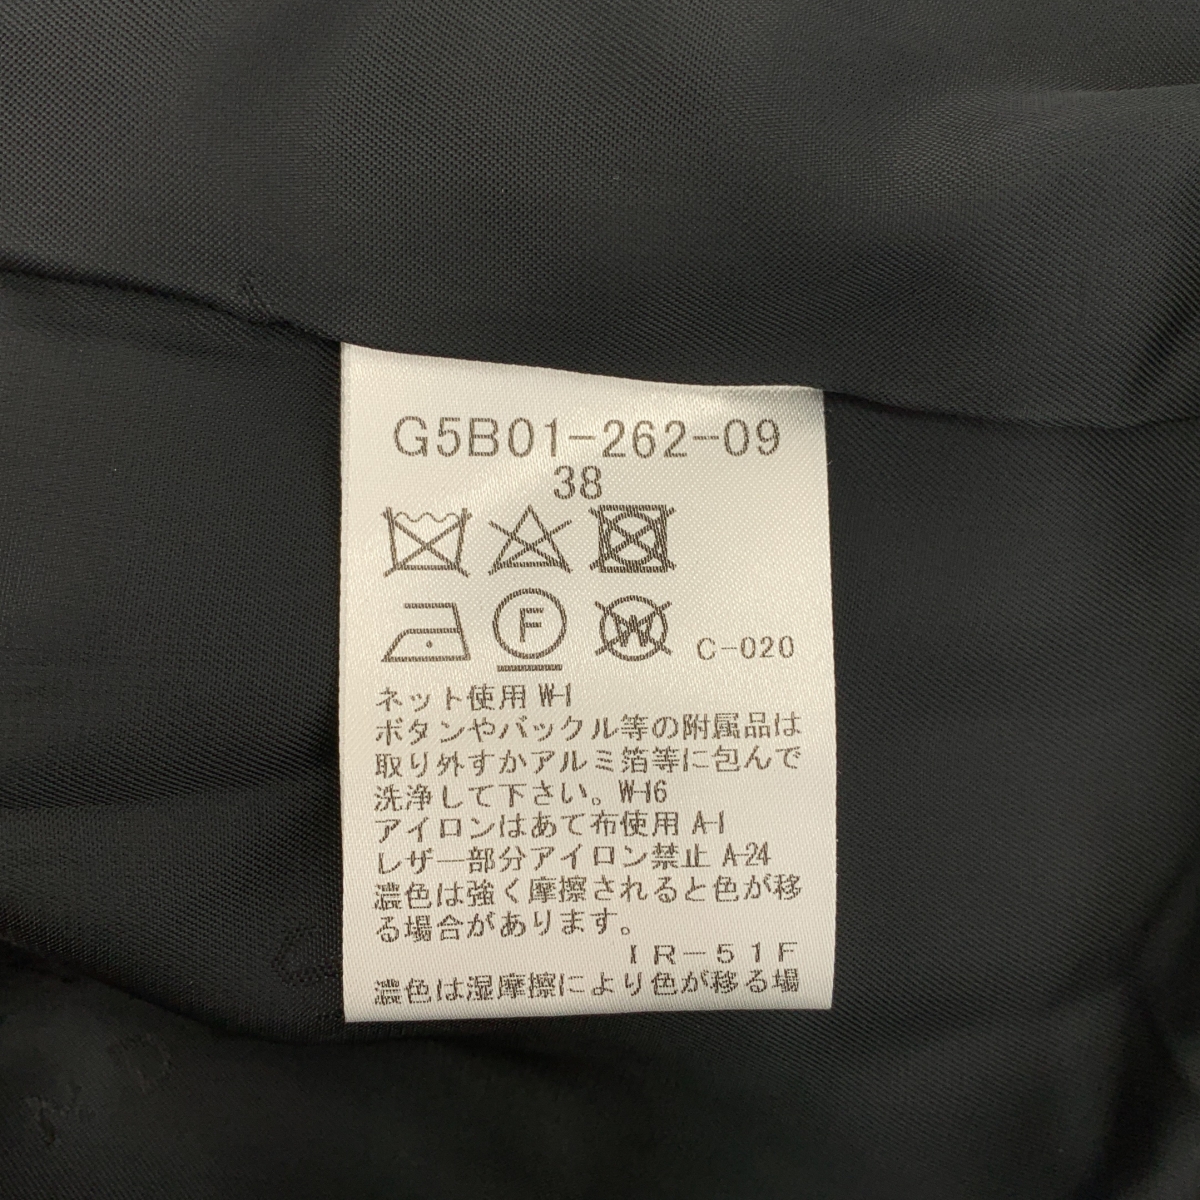 G5B01-262-09
38
F
W
C-020
ネット使用 W-1
ボタンやバックル等の附属品は
取り外すかアルミ箔等に包んで
洗浄して下さい。W-16
アイロンはあて布使用 A-1
レザー部分アイロン禁止 A-24
濃色は強く摩擦されると色が移
る場合があります。
IR-51F
濃色は湿摩擦により色が移る場